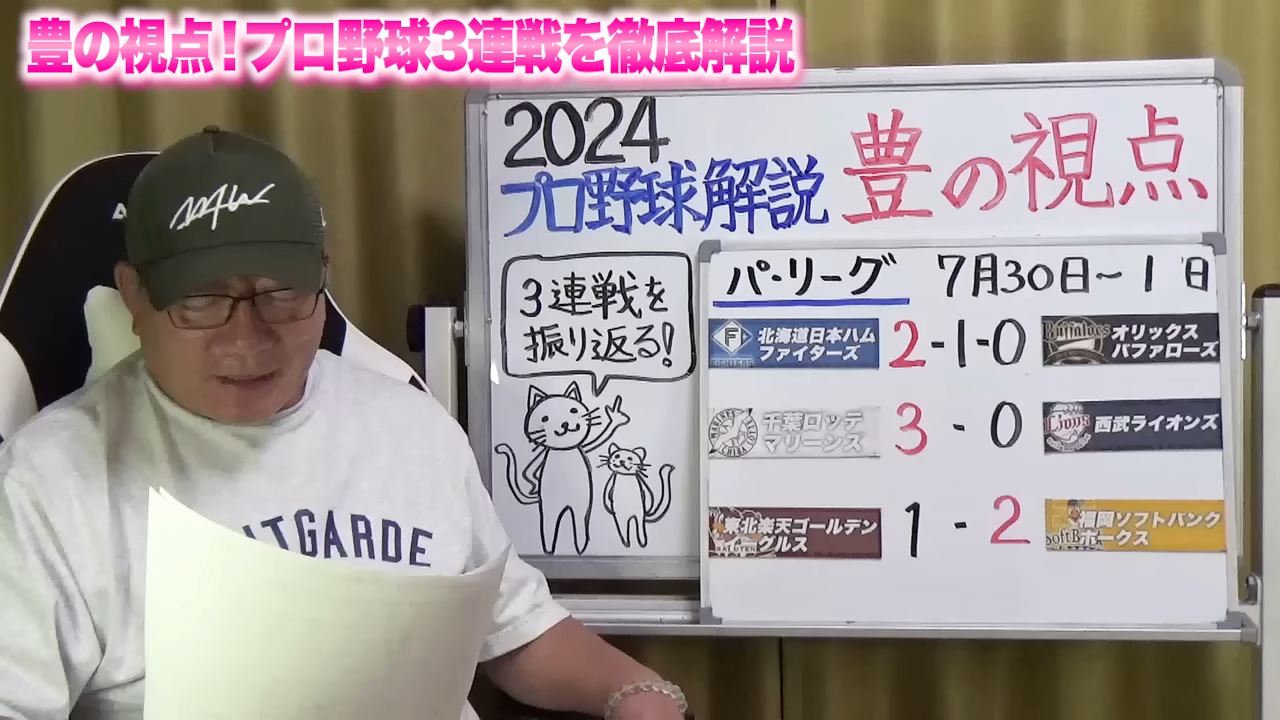 豊の視点！プロ野球3連戦を徹底解説
2024
プロ野球解説 豊の視点
3連戦を
振り返る！
パ・リーグ 7月30日～1日
北海道日本ハム
ファイターズ
FIGHTERS
2-1-0
Buffaloes
オリックス
バファローズ
千葉ロッテ
マリーンズ
3-0
Lions
西武ライオンズ
東北楽天ゴールデン
イーグルス
1-2
福岡ソフトバンク
ホークス
ITGARDE